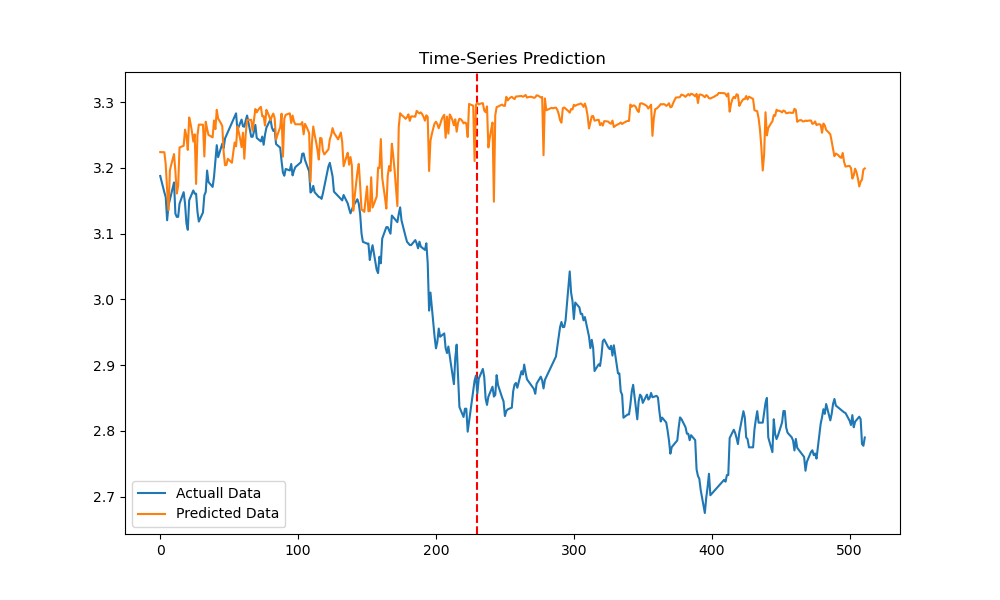 Time-Series Prediction
3.3
3.2
3.1
3.0
2.9
2.8
2.7
Actuall Data
Predicted Data
0 100 200 300 400 500